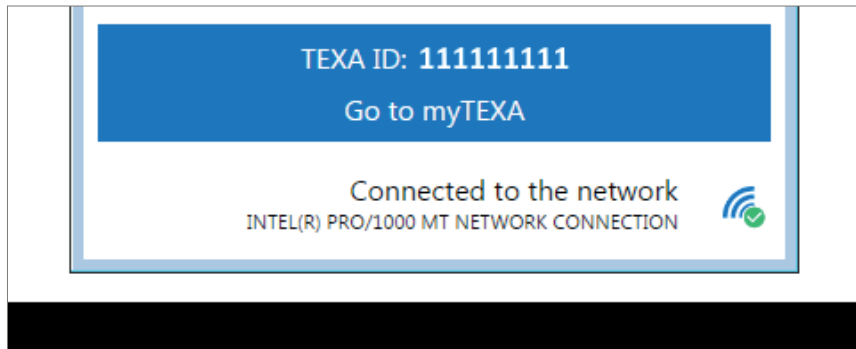 TEXA ID: 111111111
Go to myTEXA
Connected to the network
INTEL(R) PRO/1000 MT NETWORK CONNECTION